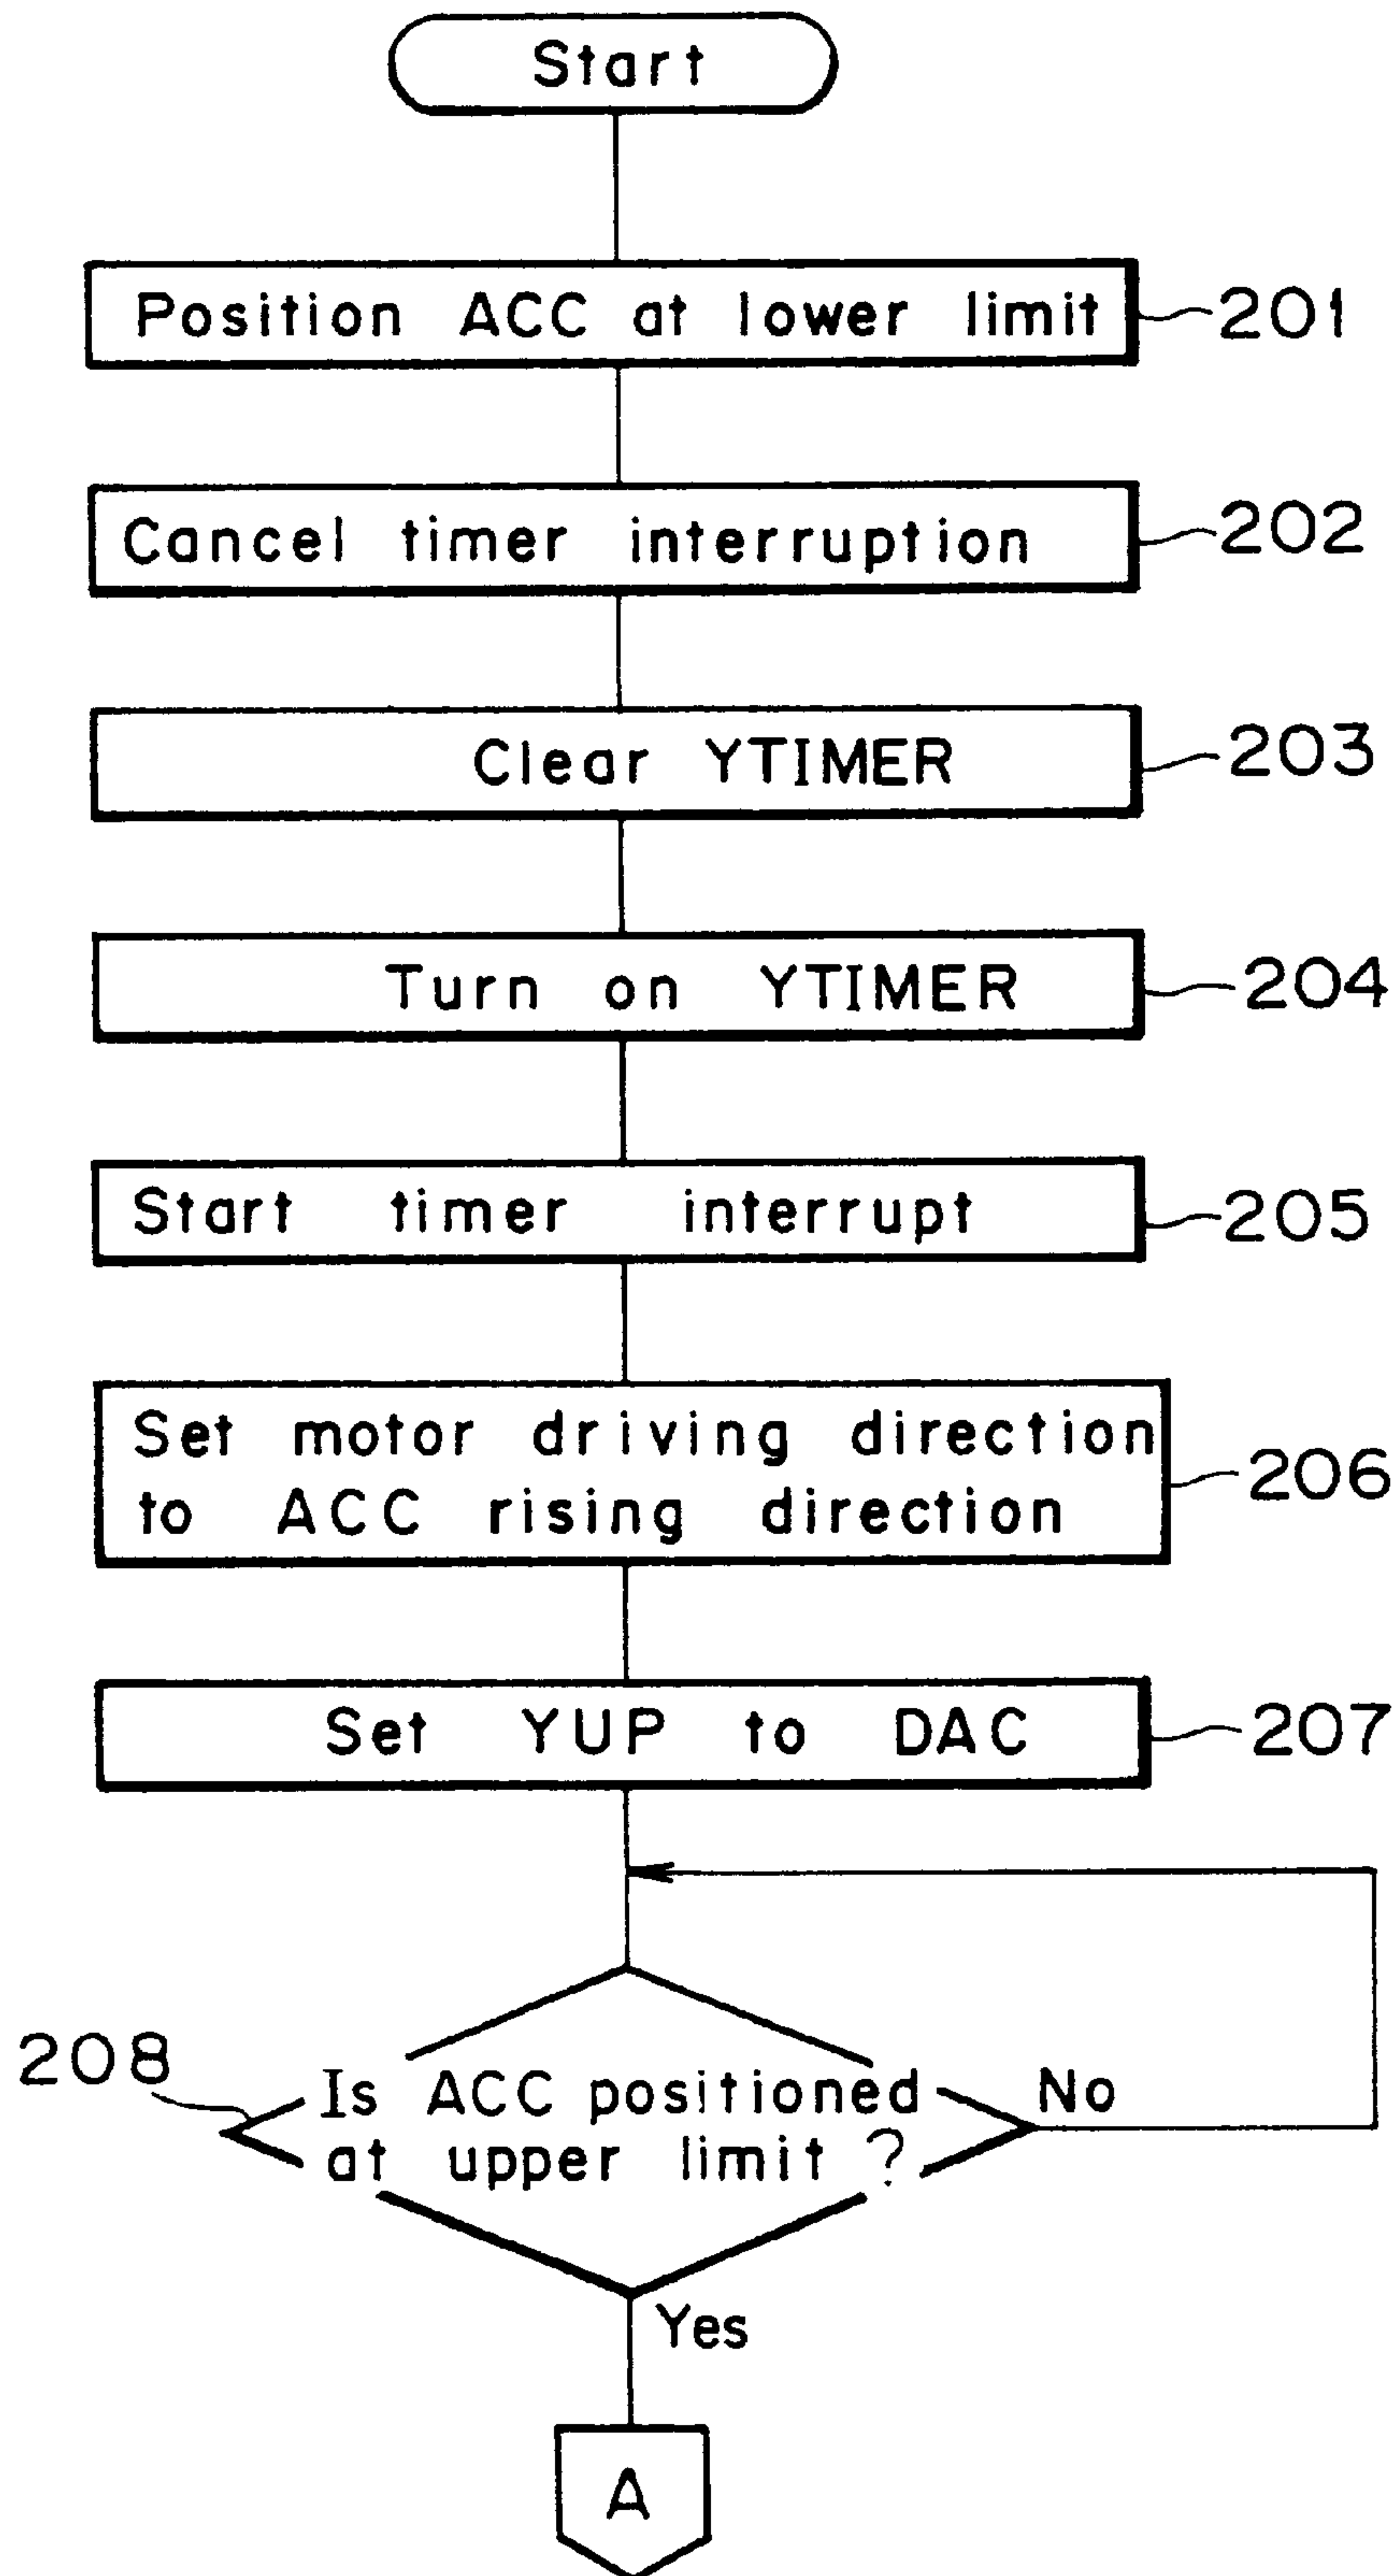 Start
Position ACC at lower limit
201
Cancel timer interruption
202
Clear YTIMER
203
Turn on YTIMER
204
Start timer interrupt
205
Set motor driving direction
to ACC rising direction
206
Set YUP to DAC
207
208
Is ACC positioned
at upper limit ?
No
Yes
A